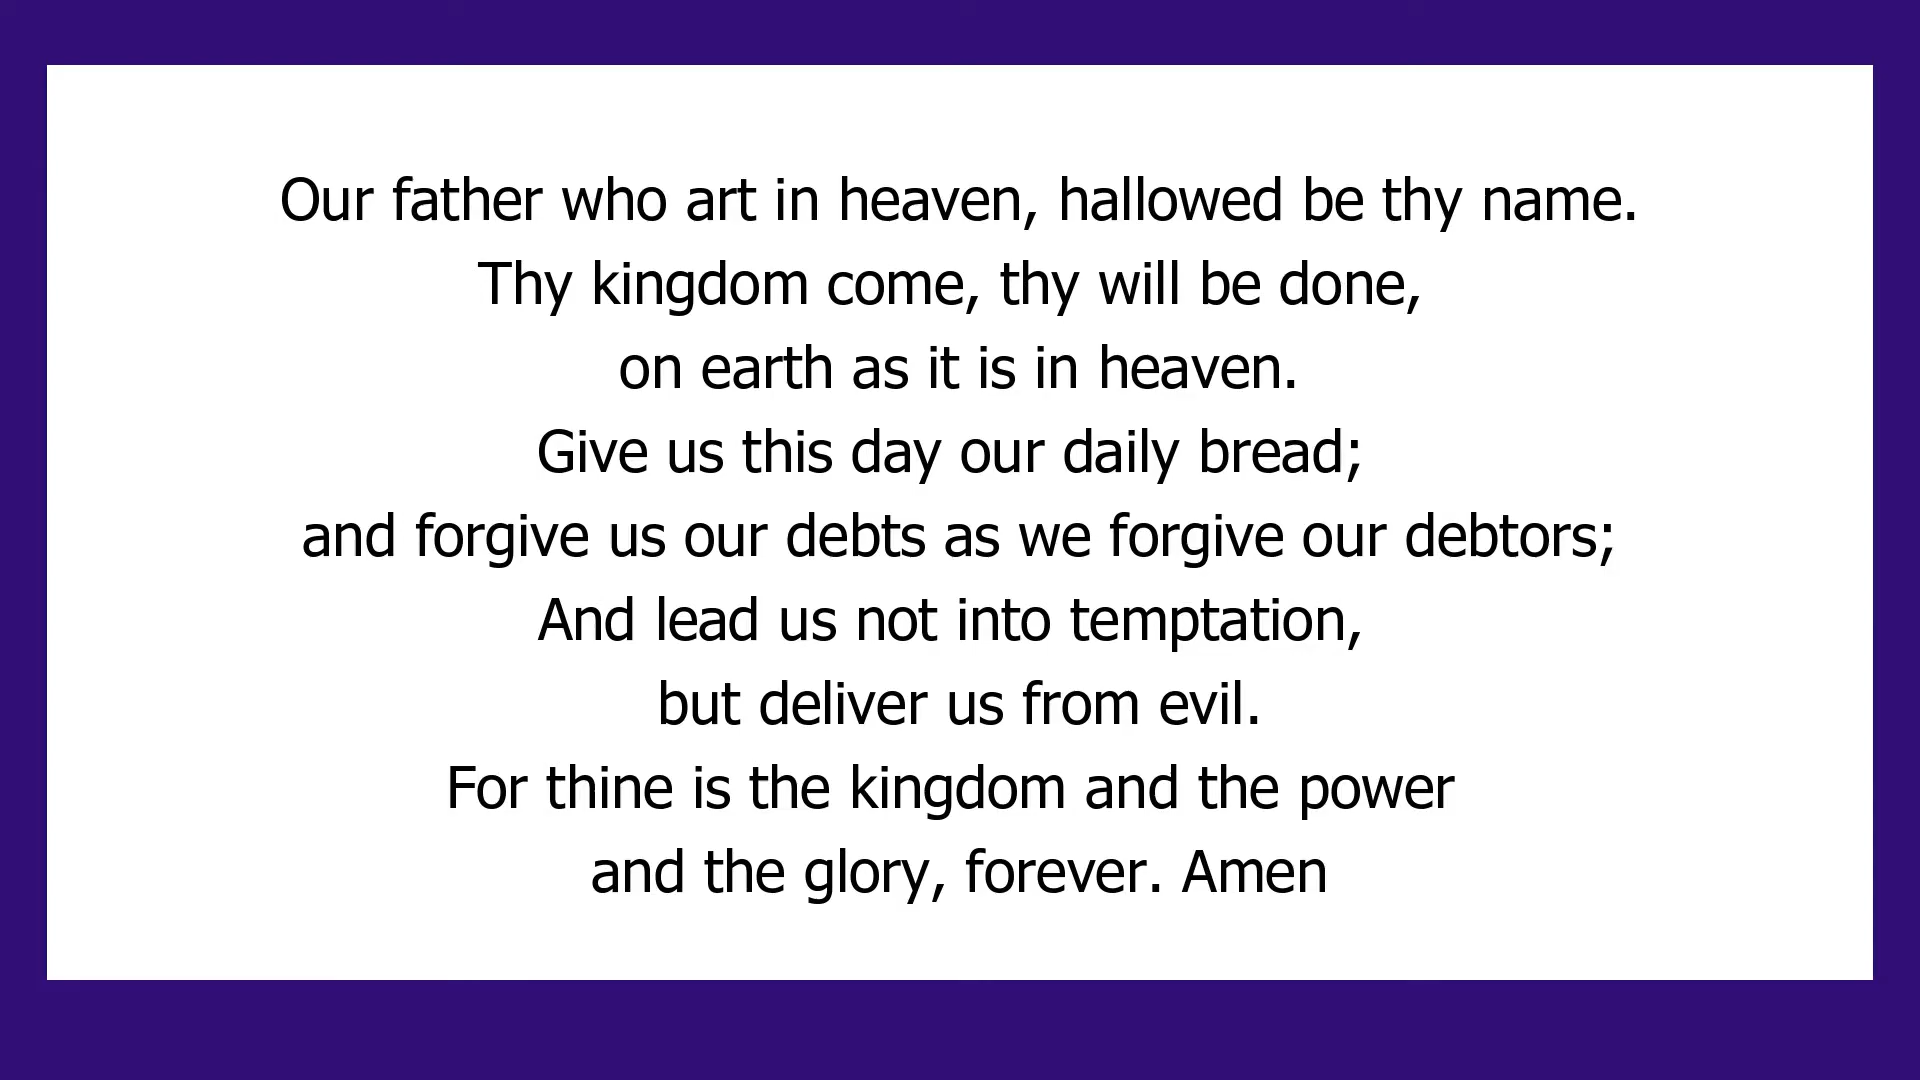 Our father who art in heaven, hallowed be thy name.
Thy kingdom come, thy will be done,
on earth as it is in heaven.
Give us this day our daily bread;
and forgive us our debts as we forgive our debtors;
And lead us not into temptation,
but deliver us from evil.
For thine is the kingdom and the power
and the glory, forever. Amen